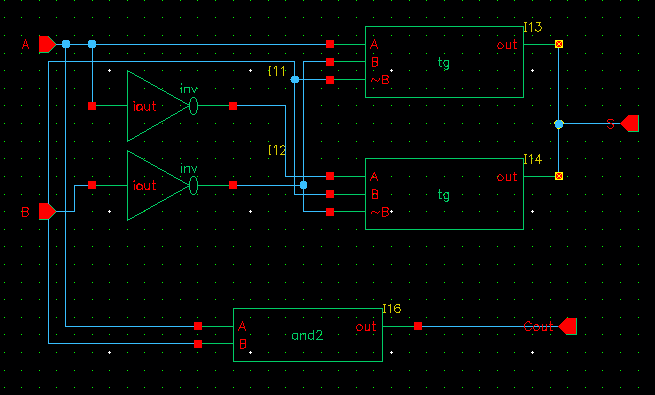 I13
A A out
B tg
I11 ~B
inv
iout
I12 I14
inv A out
iout B tg
B ~B
S
I16
A out Cout
and2
B